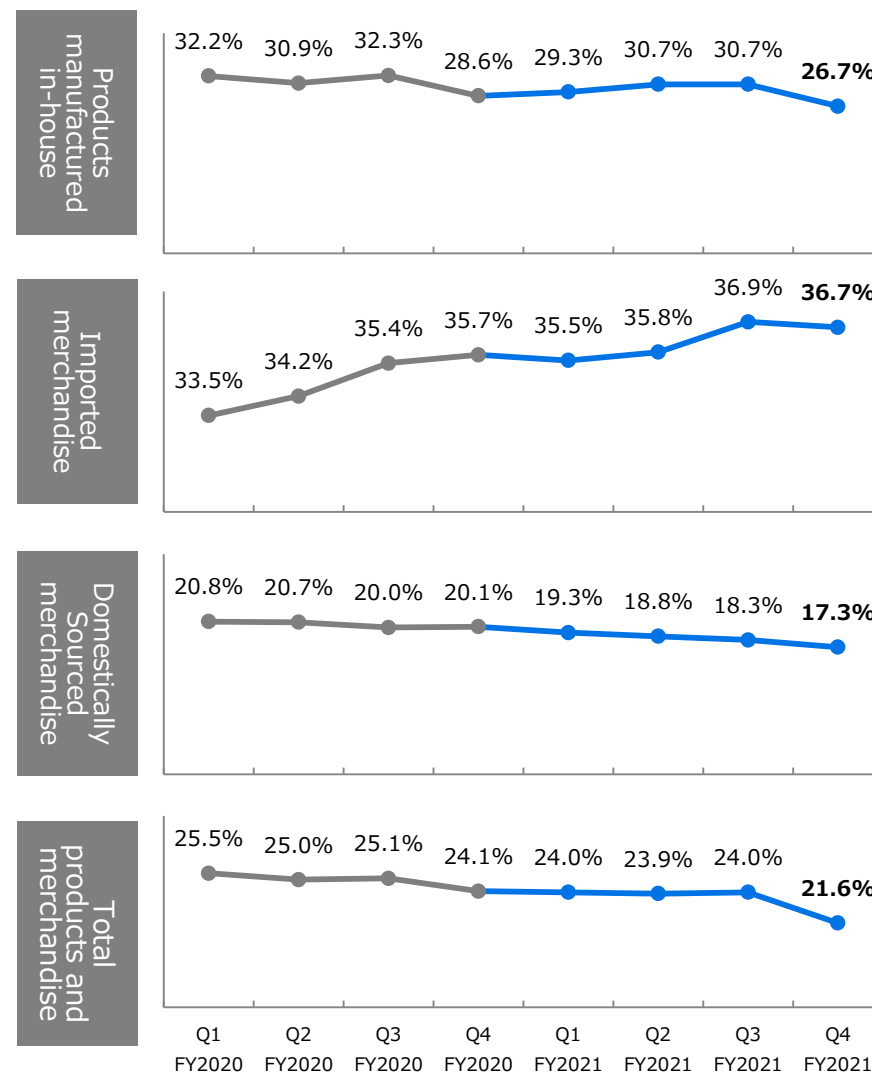 Products
manufactured
in-house
32.2%
30.9%
32.3%
28.6%
29.3%
30.7%
30.7%
26.7%
Imported
merchandise
33.5%
34.2%
35.4%
35.7%
35.5%
35.8%
36.9%
36.7%
Domestically
Sourced
merchandise
20.8%
20.7%
20.0%
20.1%
19.3%
18.8%
18.3%
17.3%
Total
products and
merchandise
25.5%
25.0%
25.1%
24.1%
24.0%
23.9%
24.0%
21.6%
Q1
FY2020
Q2
FY2020
Q3
FY2020
Q4
FY2020
Q1
FY2021
Q2
FY2021
Q3
FY2021
Q4
FY2021